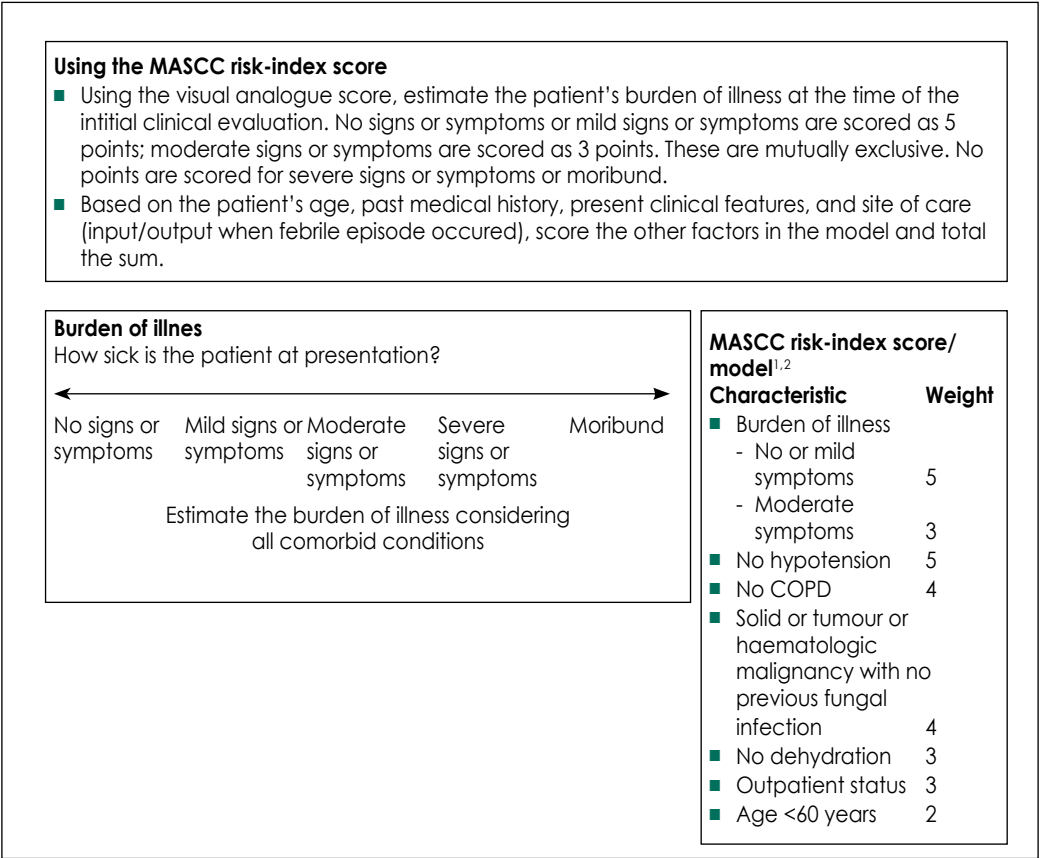 Using the MASCC risk-index score
■ Using the visual analogue score, estimate the patient's burden of illness at the time of the
intitial clinical evaluation. No signs or symptoms or mild signs or symptoms are scored as 5
points; moderate signs or symptoms are scored as 3 points. These are mutually exclusive. No
points are scored for severe signs or symptoms or moribund.
■ Based on the patient's age, past medical history, present clinical features, and site of care
(input/output when febrile episode occured), score the other factors in the model and total
the sum.
Burden of illnes
How sick is the patient at presentation?
No signs or
symptoms
Mild signs or
symptoms
Moderate
signs or
symptoms
Severe
signs or
symptoms
Moribund
Estimate the burden of illness considering
all comorbid conditions
MASCC risk-index score/
model1,2
Characteristic Weight
■ Burden of illness
- No or mild
symptoms 5
- Moderate
symptoms 3
■ No hypotension 5
■ No COPD 4
■ Solid or tumour or
haematologic
malignancy with no
previous fungal
infection 4
■ No dehydration 3
■ Outpatient status 3
■ Age <60 years 2